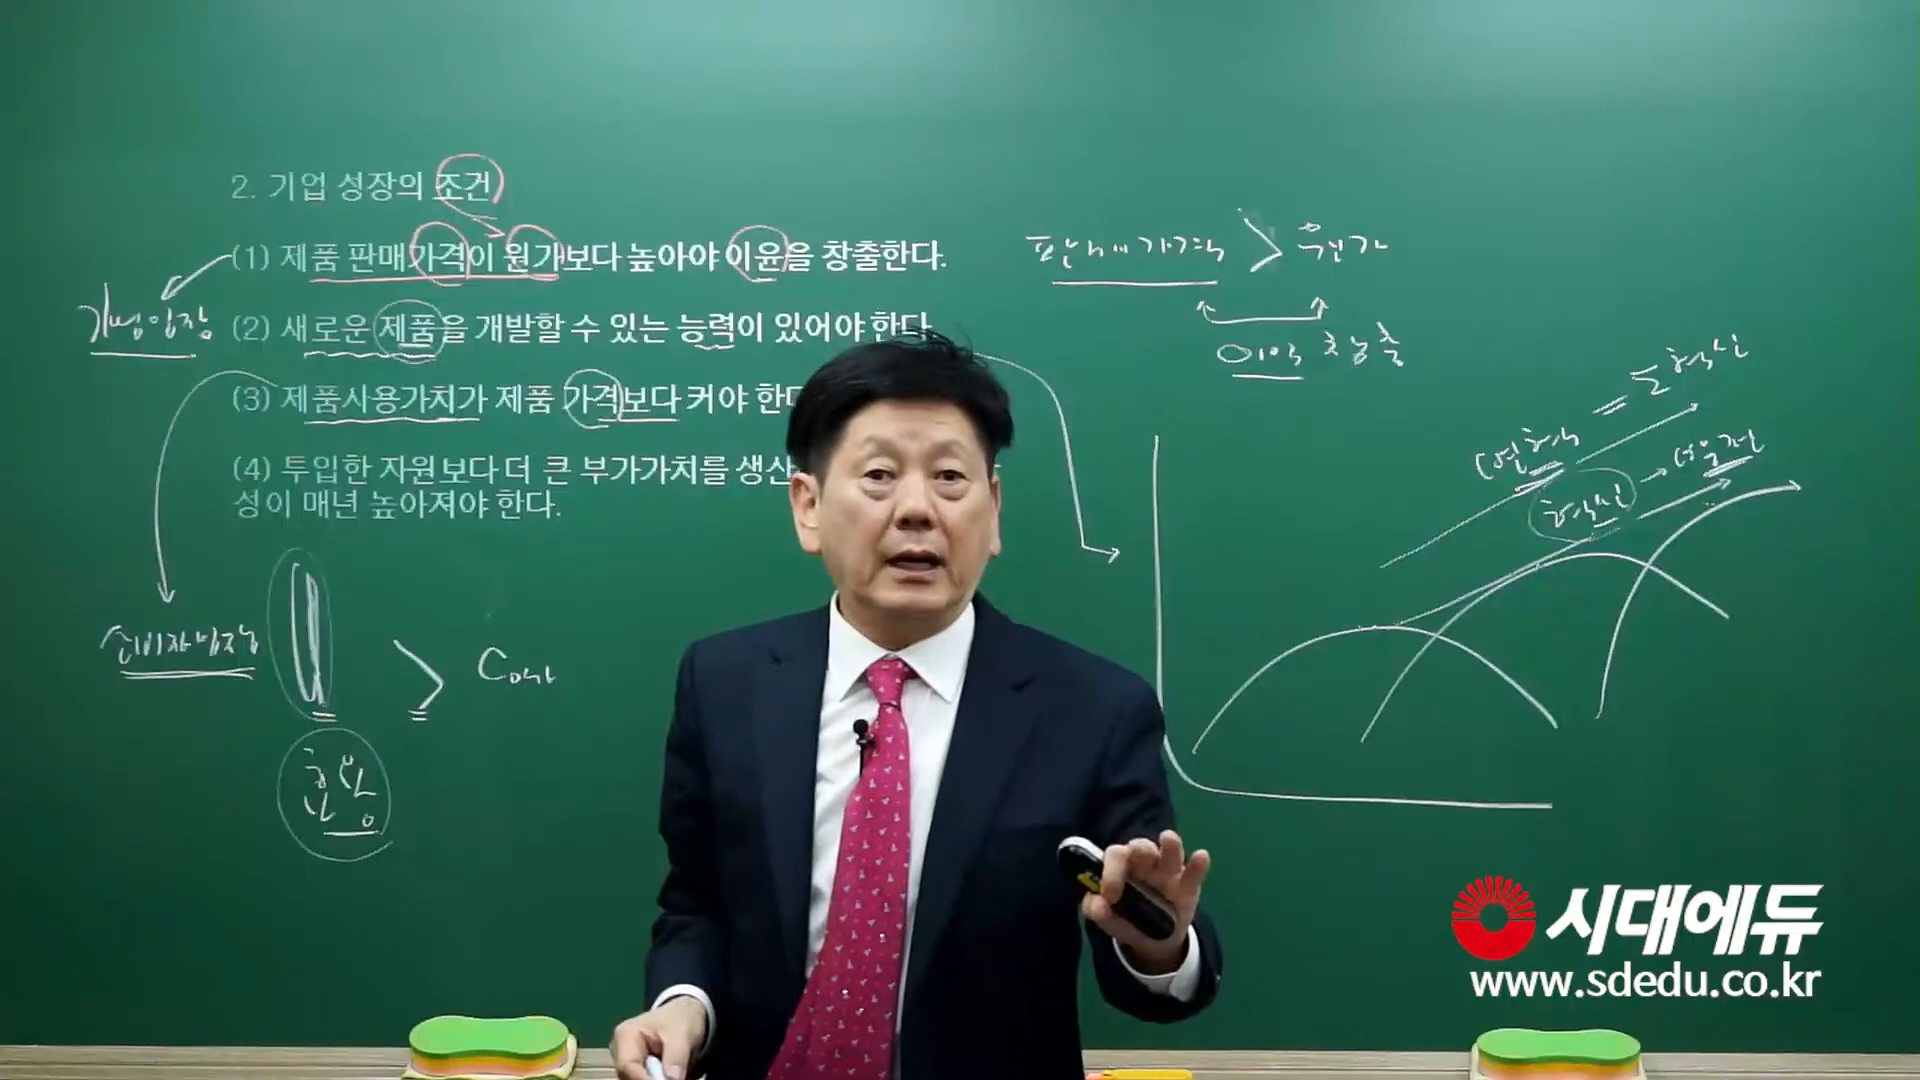 2. 기업 성장의 조건
(1) 제품 판매 가격이 원가보다 높아야 이윤을 창출한다.
(2) 새로운 제품을 개발할 수 있는 능력이 있어야 한다.
(3) 제품사용가치가 제품 가격보다 커야 한다
(4) 투입한 자원보다 더 큰 부가가치를 생산
성이 매년 높아져야 한다.
판매가격 > 원가
이익 창출
기업입장
소비자입장
>
효용
혁신
시대에듀
www.sdedu.co.kr